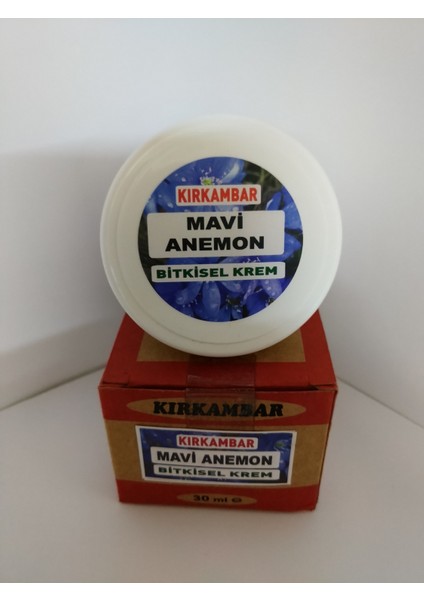 KIRKAMBAR
MAVİ
ANEMON
BİTKİSEL KREM
KIRKAMBAR
KIRKAMBAR
MAVİ ANEMON
BİTKİSEL KREM
30 ml e